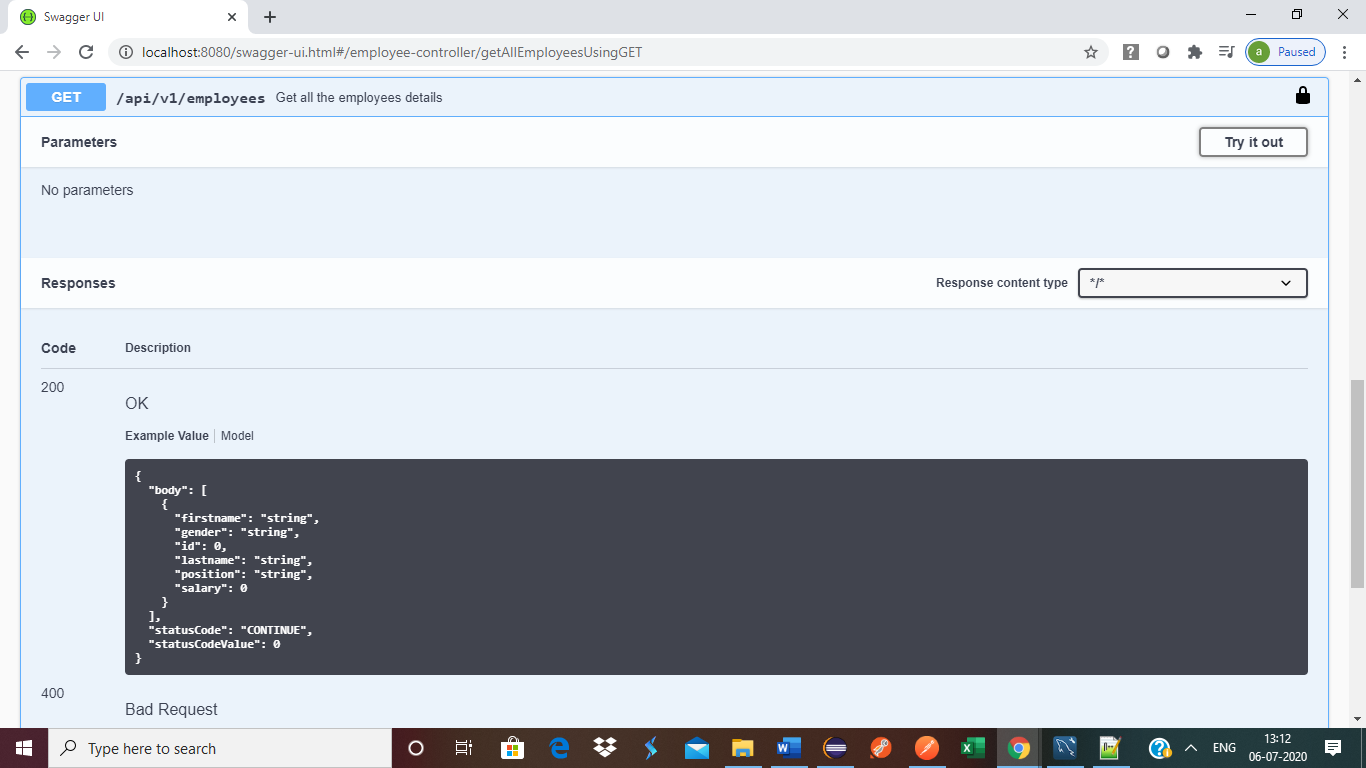 Swagger UI
localhost:8080/swagger-ui.html#/employee-controller/getAllEmployeesUsingGET
a Paused
GET /api/v1/employees Get all the employees details
Parameters Try it out
No parameters
Responses Response content type */*
Code Description
200
OK
Example Value Model
{
  "body": [
    {
      "firstname": "string",
      "gender": "string",
      "id": 0,
      "lastname": "string",
      "position": "string",
      "salary": 0
    }
  ],
  "statusCode": "CONTINUE",
  "statusCodeValue": 0
}
400
Bad Request
Type here to search
ENG
13:12
06-07-2020